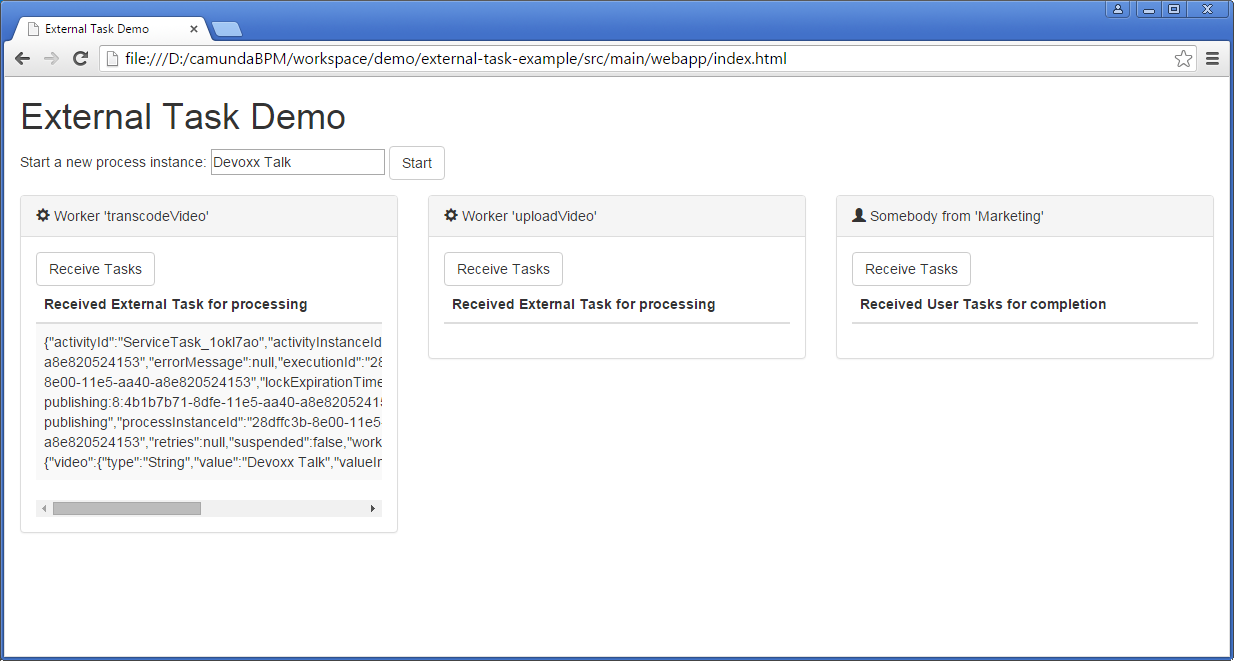 External Task Demo
file:///D:/camundaBPM/workspace/demo/external-task-example/src/main/webapp/index.html
External Task Demo
Start a new process instance: Devoxx Talk Start
Worker 'transcodeVideo'
Receive Tasks
Received External Task for processing
{"activityId":"ServiceTask_1okl7ao","activityInstanceId
a8e820524153","errorMessage":null,"executionId":"28
8e00-11e5-aa40-a8e820524153","lockExpirationTime
publishing:8:4b1b7b71-8dfe-11e5-aa40-a8e82052415
publishing","processInstanceId":"28dffc3b-8e00-11e5-
a8e820524153","retries":null,"suspended":false,"work
{"video":{"type":"String","value":"Devoxx Talk","valueIn
Worker 'uploadVideo'
Receive Tasks
Received External Task for processing
Somebody from 'Marketing'
Receive Tasks
Received User Tasks for completion